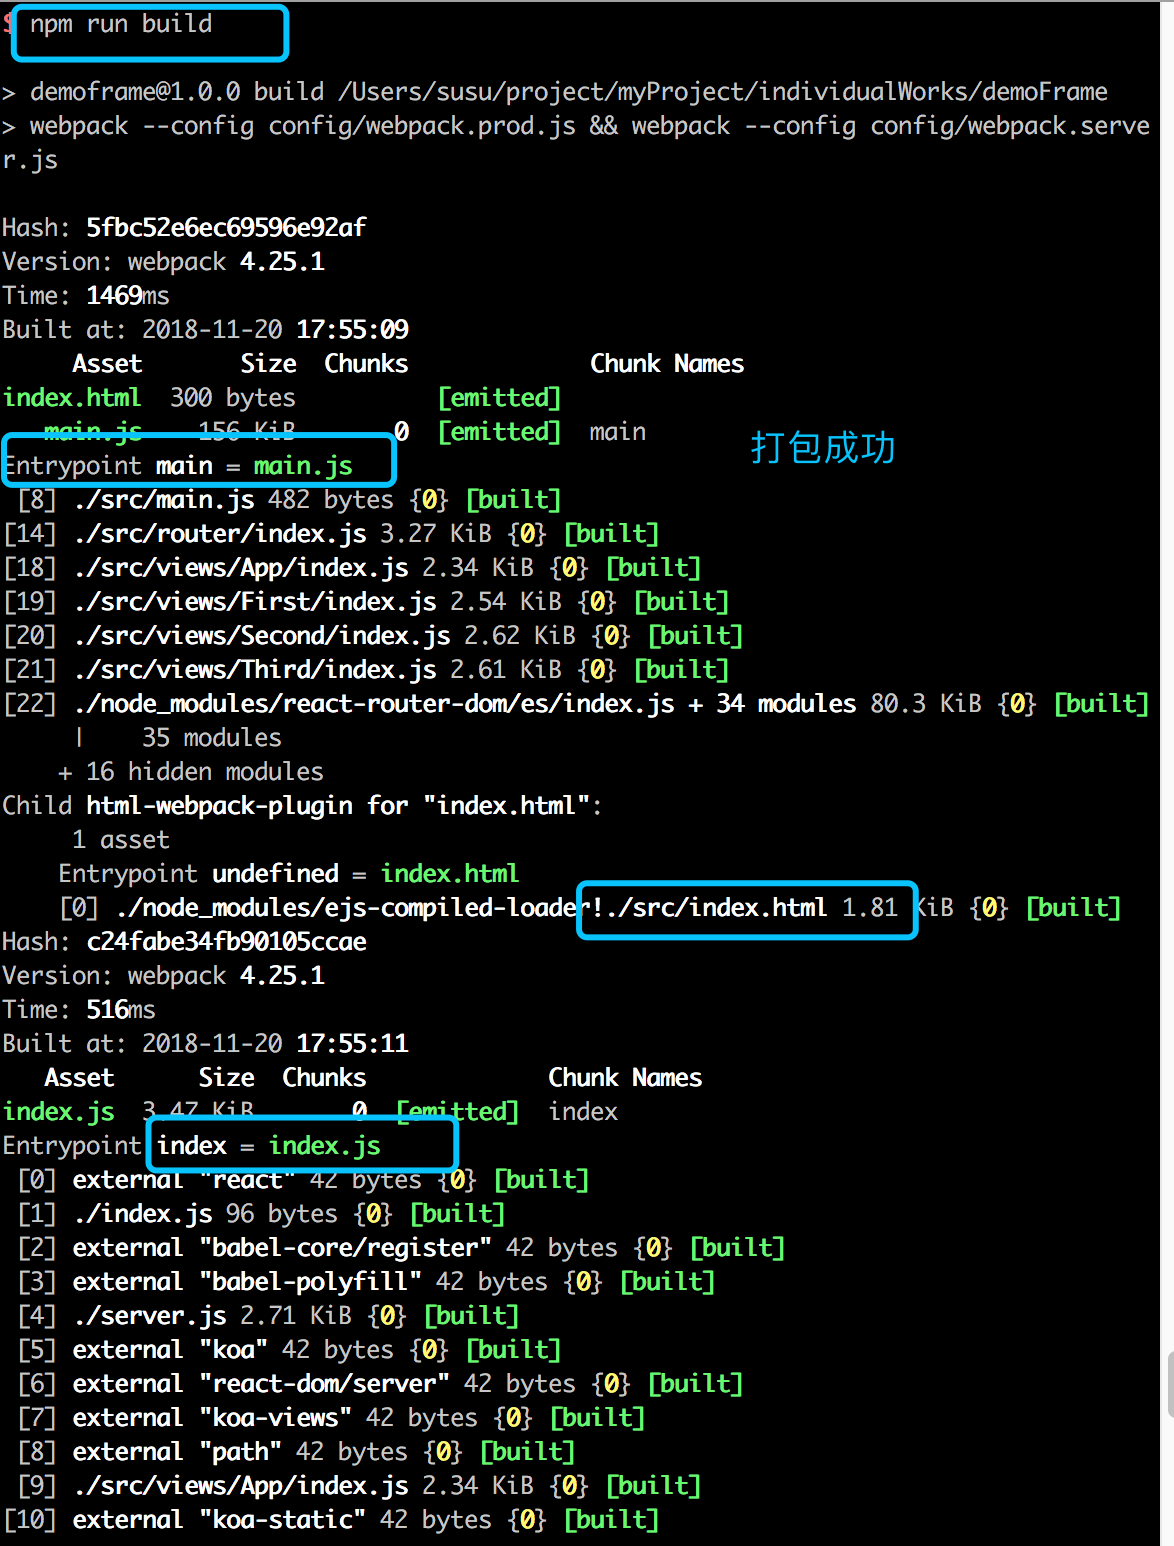 $ npm run build
> demoframe@1.0.0 build /Users/susu/project/myProject/individualWorks/demoFrame
> webpack --config config/webpack.prod.js && webpack --config config/webpack.serve
r.js
Hash: 5fbc52e6ec69596e92af
Version: webpack 4.25.1
Time: 1469ms
Built at: 2018-11-20 17:55:09
Asset Size Chunks Chunk Names
index.html 300 bytes [emitted]
main.js 156 KiB 0 [emitted] main
打包成功
Entrypoint main = main.js
[8] ./src/main.js 482 bytes {0} [built]
[14] ./src/router/index.js 3.27 KiB {0} [built]
[18] ./src/views/App/index.js 2.34 KiB {0} [built]
[19] ./src/views/First/index.js 2.54 KiB {0} [built]
[20] ./src/views/Second/index.js 2.62 KiB {0} [built]
[21] ./src/views/Third/index.js 2.61 KiB {0} [built]
[22] ./node_modules/react-router-dom/es/index.js + 34 modules 80.3 KiB {0} [built]
| 35 modules
+ 16 hidden modules
Child html-webpack-plugin for "index.html":
1 asset
Entrypoint undefined = index.html
[0] ./node_modules/ejs-compiled-loader!./src/index.html 1.81 KiB {0} [built]
Hash: c24fabe34fb90105ccae
Version: webpack 4.25.1
Time: 516ms
Built at: 2018-11-20 17:55:11
Asset Size Chunks Chunk Names
index.js 3.47 KiB 0 [emitted] index
Entrypoint index = index.js
[0] external "react" 42 bytes {0} [built]
[1] ./index.js 96 bytes {0} [built]
[2] external "babel-core/register" 42 bytes {0} [built]
[3] external "babel-polyfill" 42 bytes {0} [built]
[4] ./server.js 2.71 KiB {0} [built]
[5] external "koa" 42 bytes {0} [built]
[6] external "react-dom/server" 42 bytes {0} [built]
[7] external "koa-views" 42 bytes {0} [built]
[8] external "path" 42 bytes {0} [built]
[9] ./src/views/App/index.js 2.34 KiB {0} [built]
[10] external "koa-static" 42 bytes {0} [built]